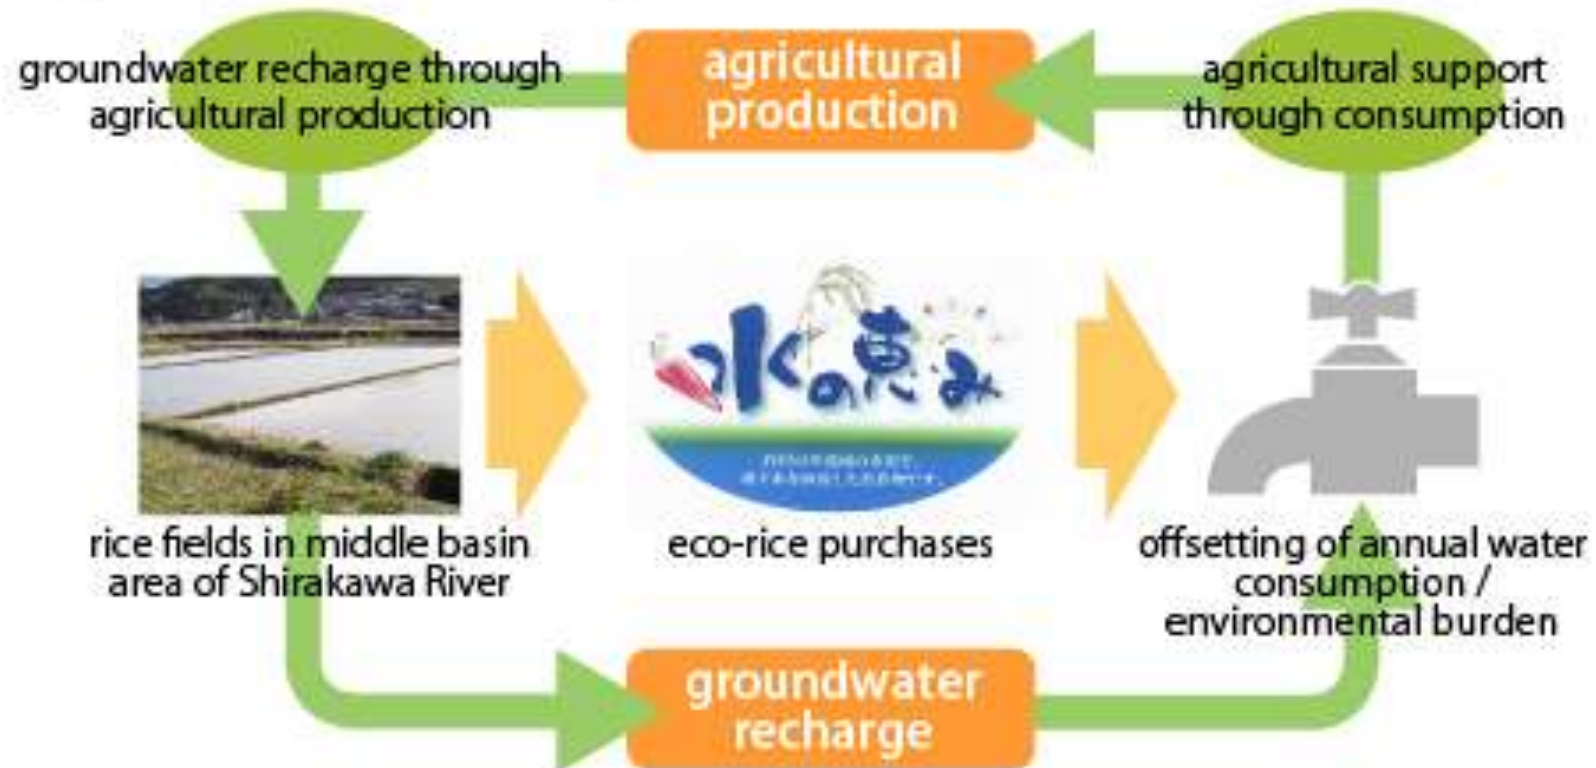 groundwater recharge through
agricultural production
agricultural
production
agricultural support
through consumption
水の恵み
rice fields in middle basin
area of Shirakawa River
eco-rice purchases
offsetting of annual water
consumption /
environmental burden
groundwater
recharge